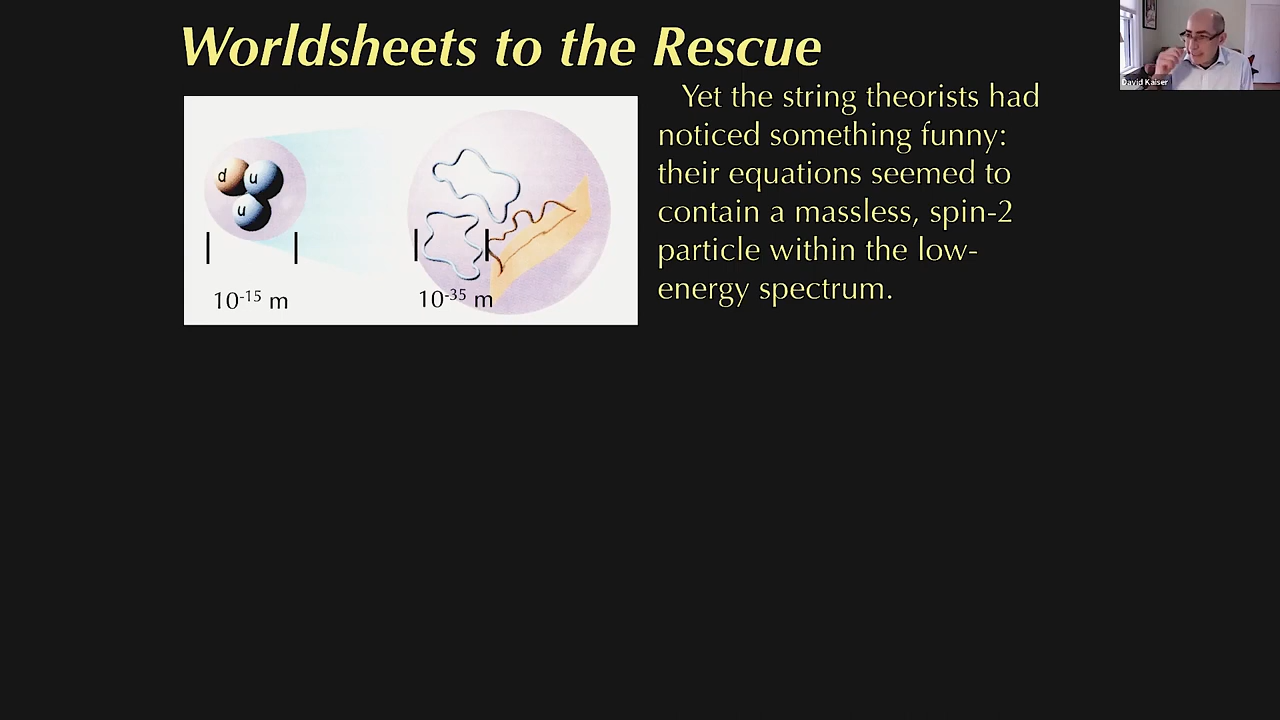 Worldsheets to the Rescue
David Kaiser
Yet the string theorists had
noticed something funny:
their equations seemed to
contain a massless, spin-2
particle within the low-
energy spectrum.
d u
u
10⁻¹⁵ m
10⁻³⁵ m